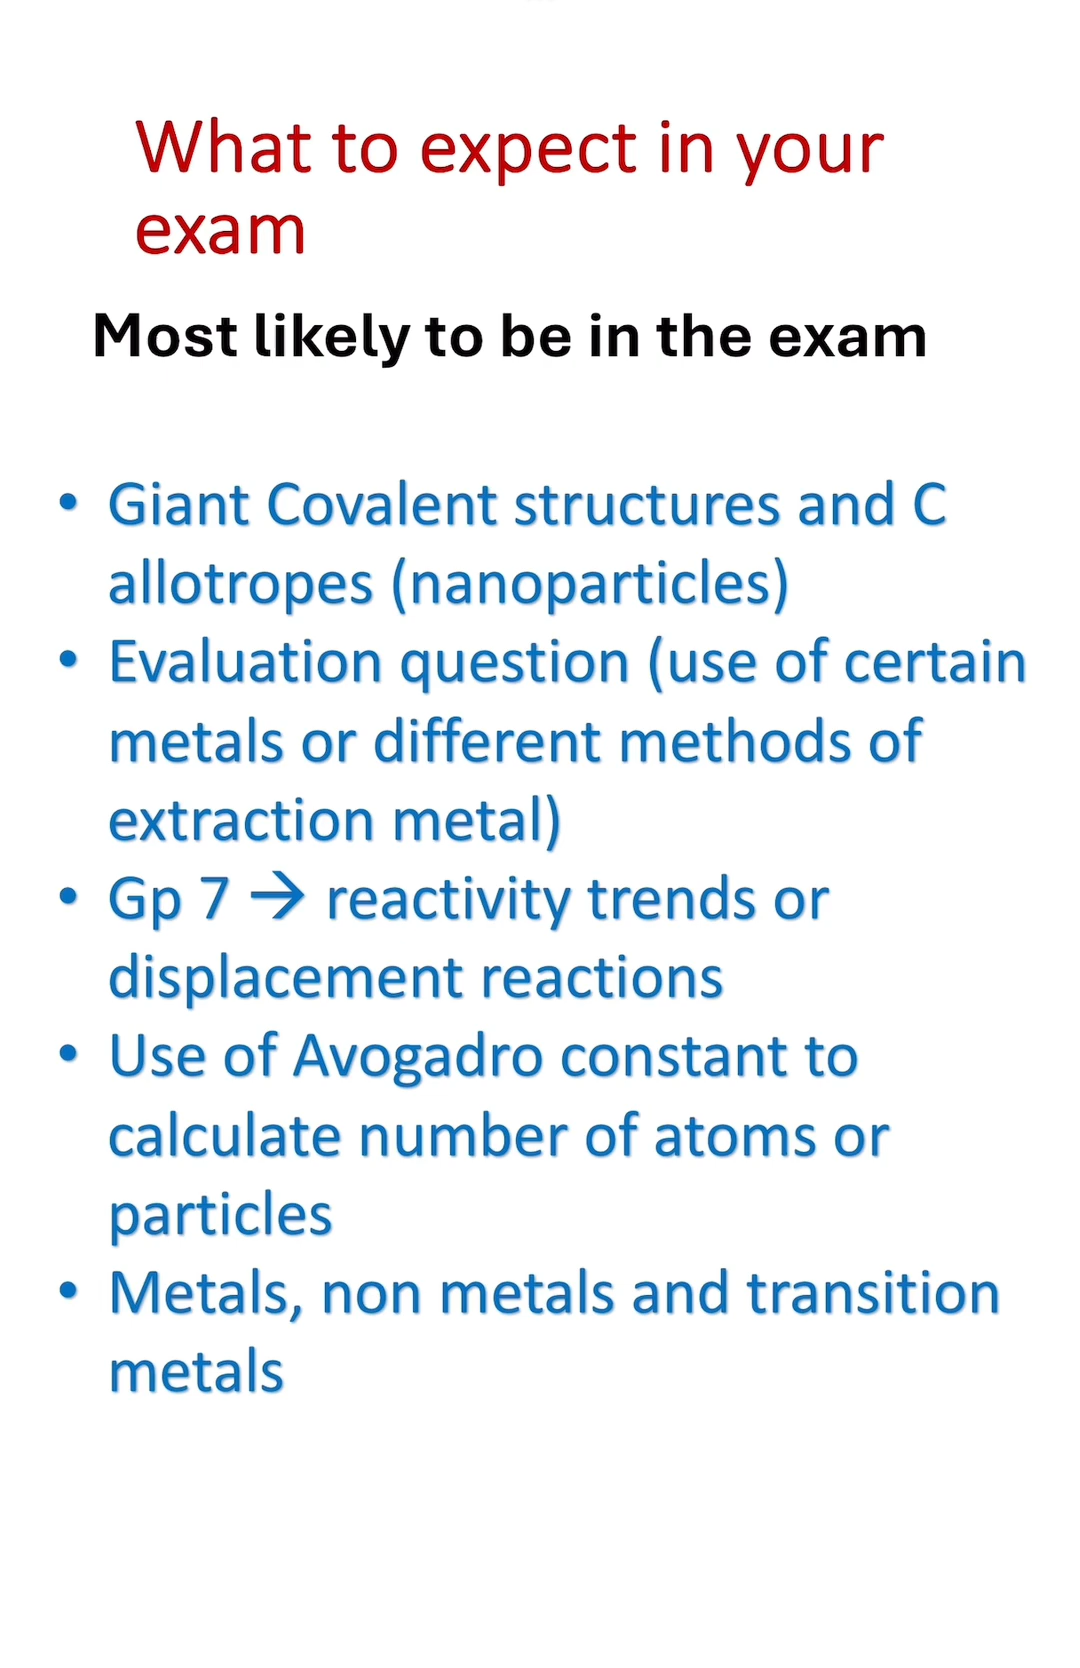 What to expect in your
exam
Most likely to be in the exam
• Giant Covalent structures and C
allotropes (nanoparticles)
• Evaluation question (use of certain
metals or different methods of
extraction metal)
• Gp 7 → reactivity trends or
displacement reactions
• Use of Avogadro constant to
calculate number of atoms or
particles
• Metals, non metals and transition
metals